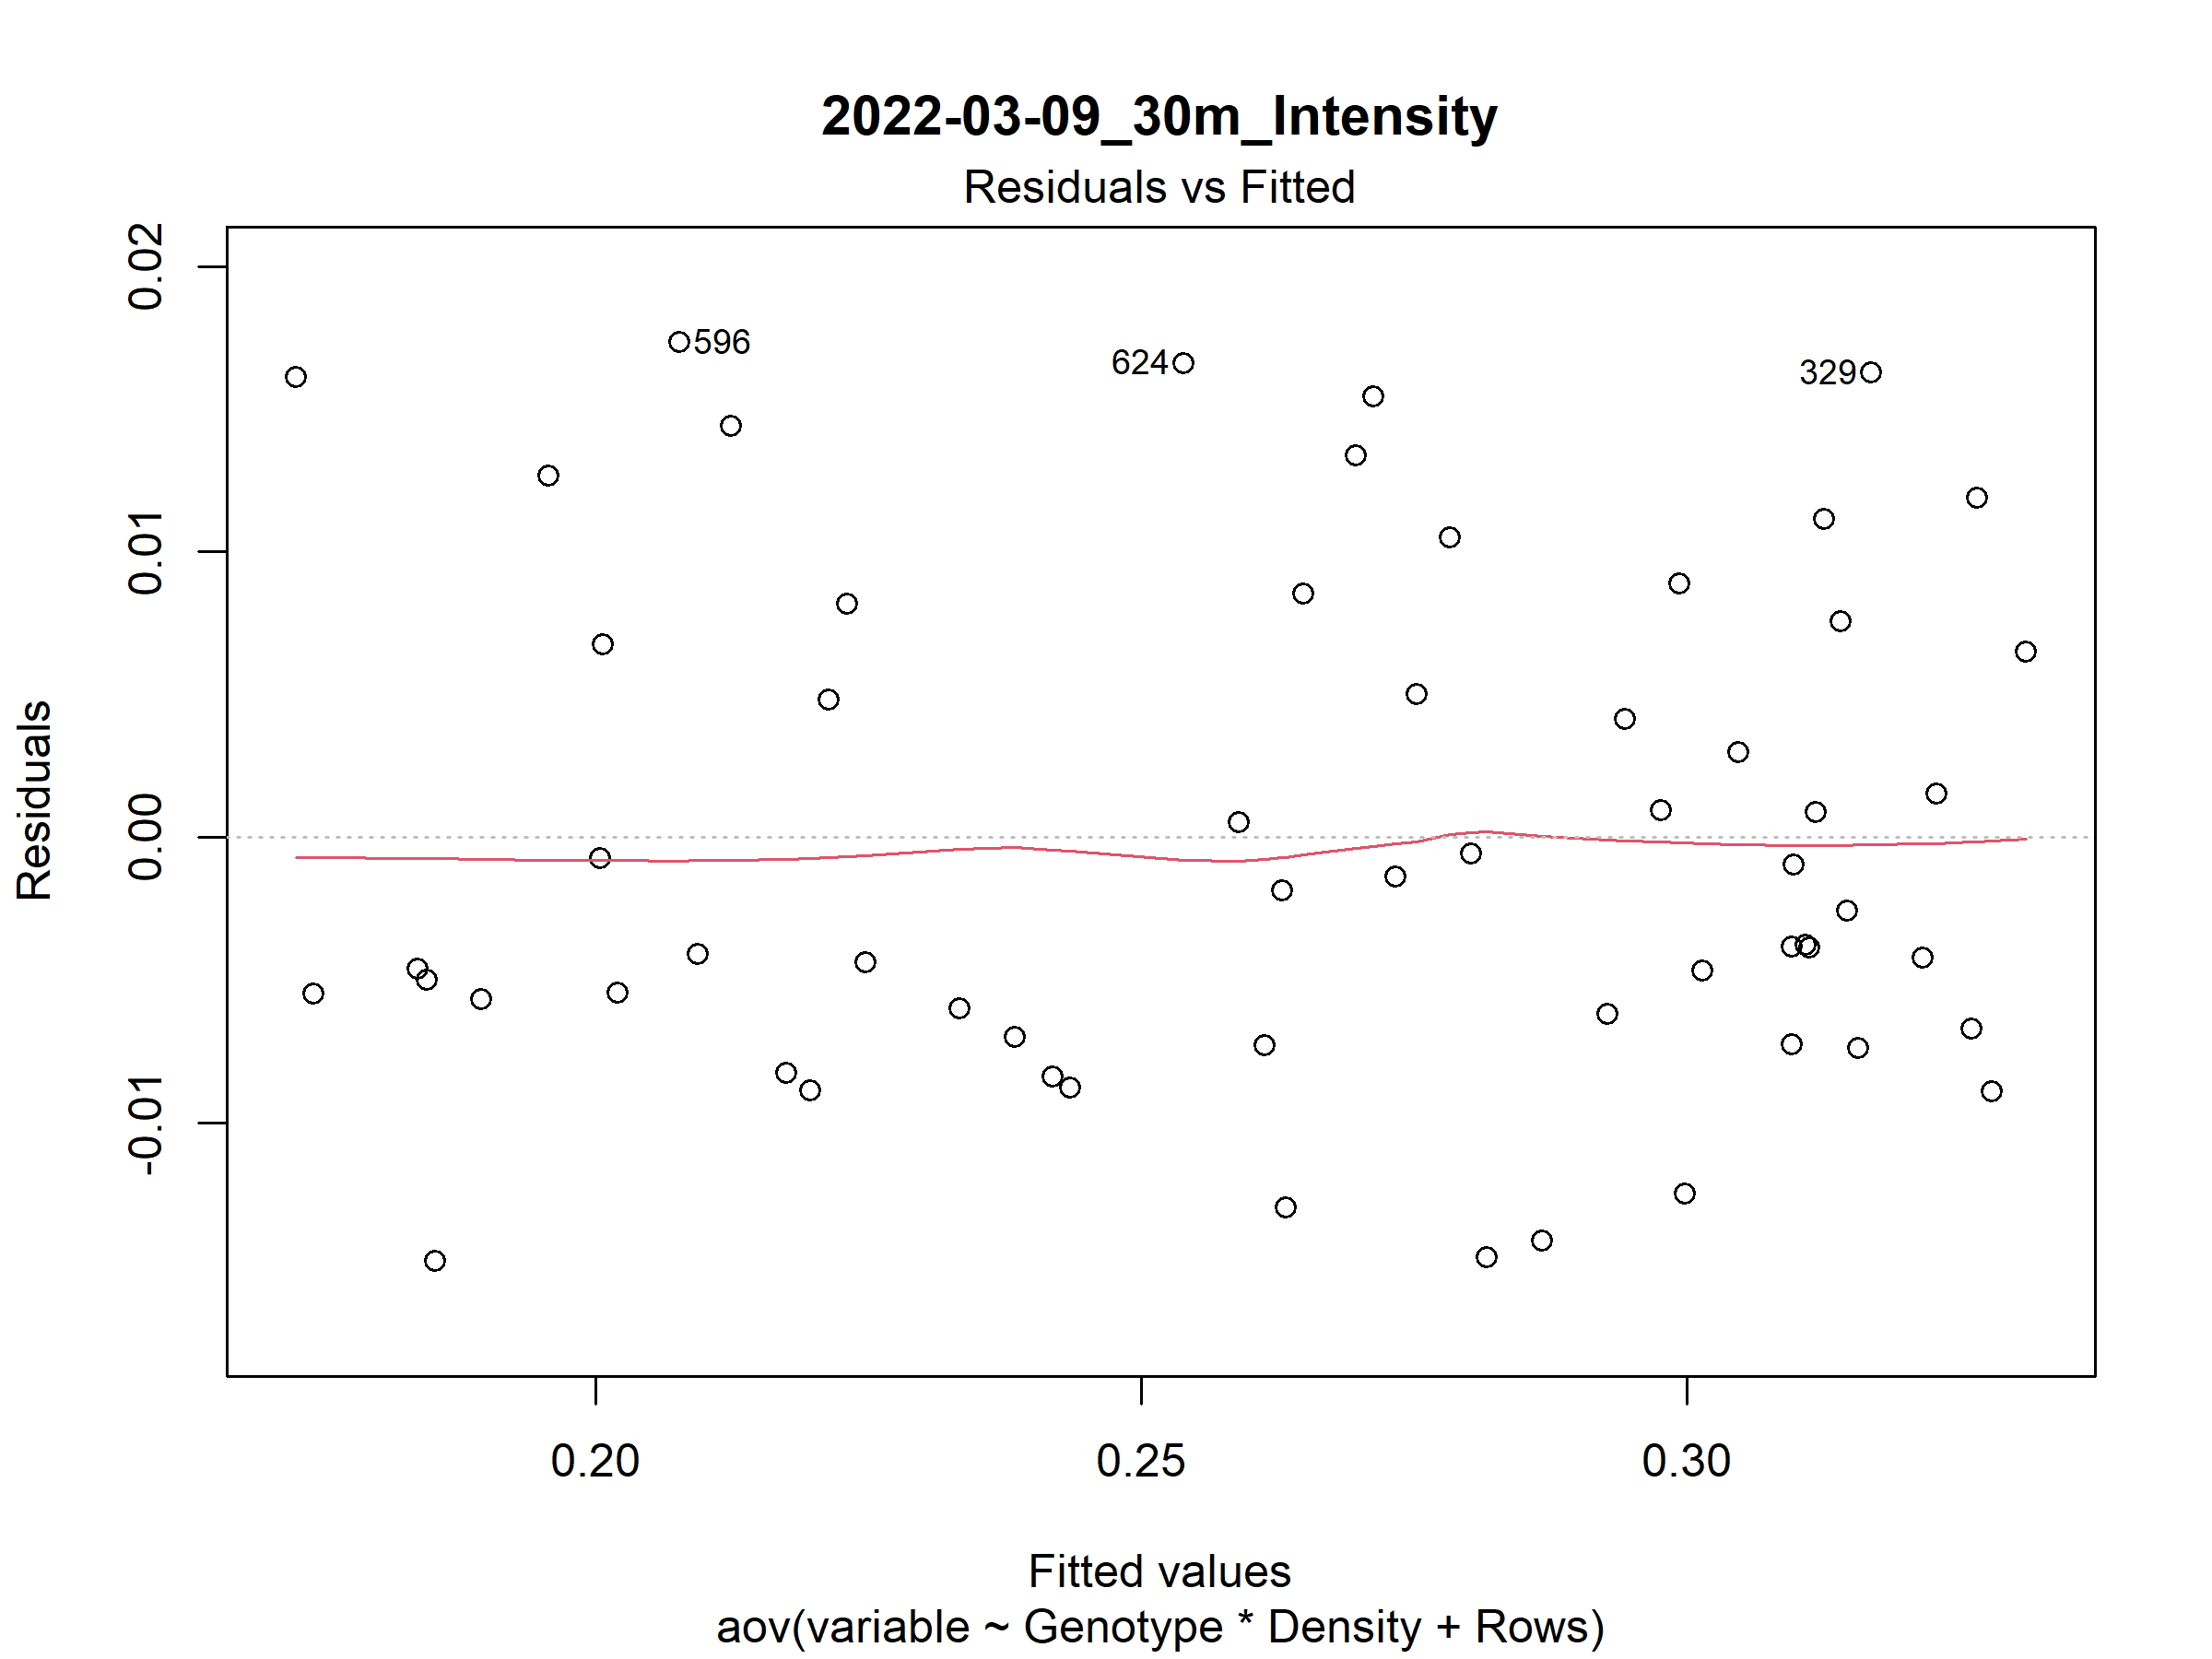 2022-03-09_30m_Intensity
Residuals vs Fitted
0.02
0.01
0.00
-0.01
Residuals
596
624
329
0.20
0.25
0.30
Fitted values
aov(variable ~ Genotype * Density + Rows)